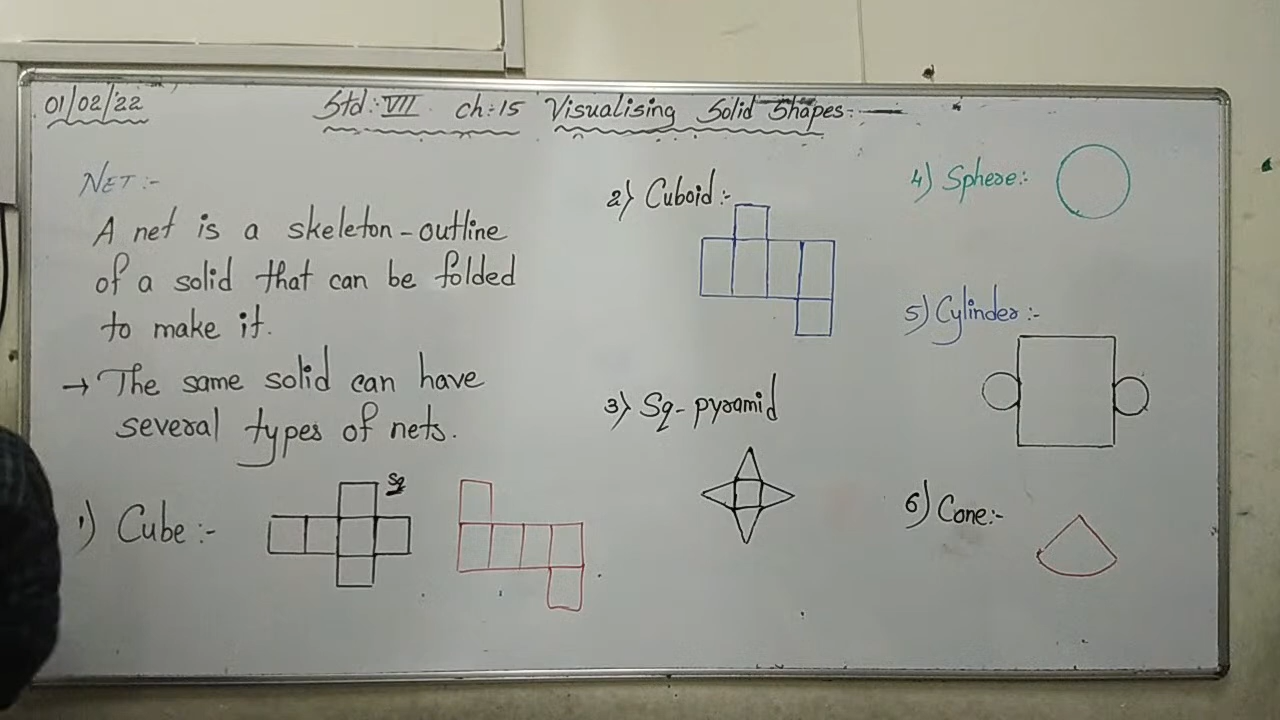 01/02/22
Std:VII ch:15 Visualising Solid Shapes:-
NET:-
A net is a skeleton-outline
of a solid that can be folded
to make it.
→ The same solid can have
several types of nets.
1) Cube:-
sq
2) Cuboid:-
3) Sq-pyramid
4) Sphere:-
5) Cylinder:-
6) Cone:-